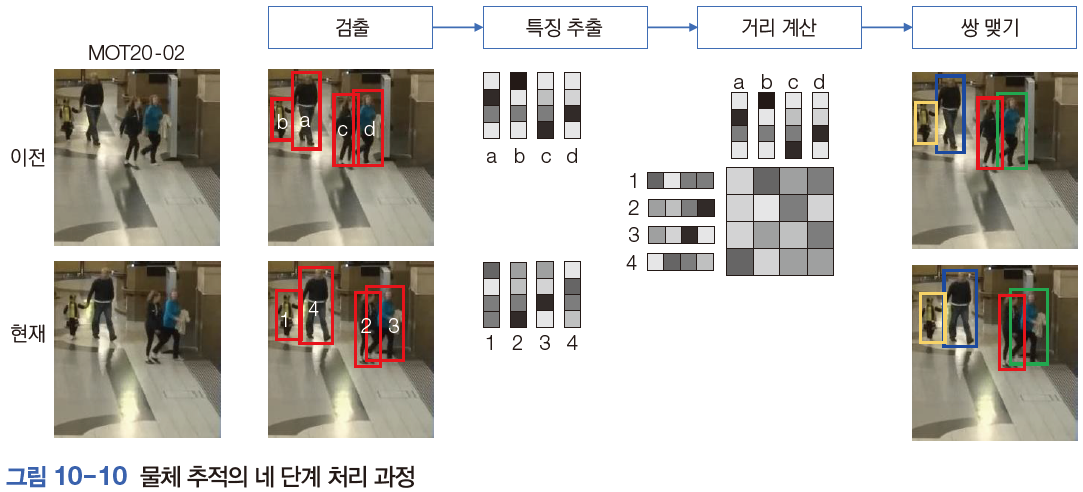 검출
특징 추출
거리 계산
쌍 맺기
MOT20-02
이전
b a c d
a b c d
a b c d
1
2
3
4
현재
1 4 2 3
1 2 3 4
그림 10-10 물체 추적의 네 단계 처리 과정